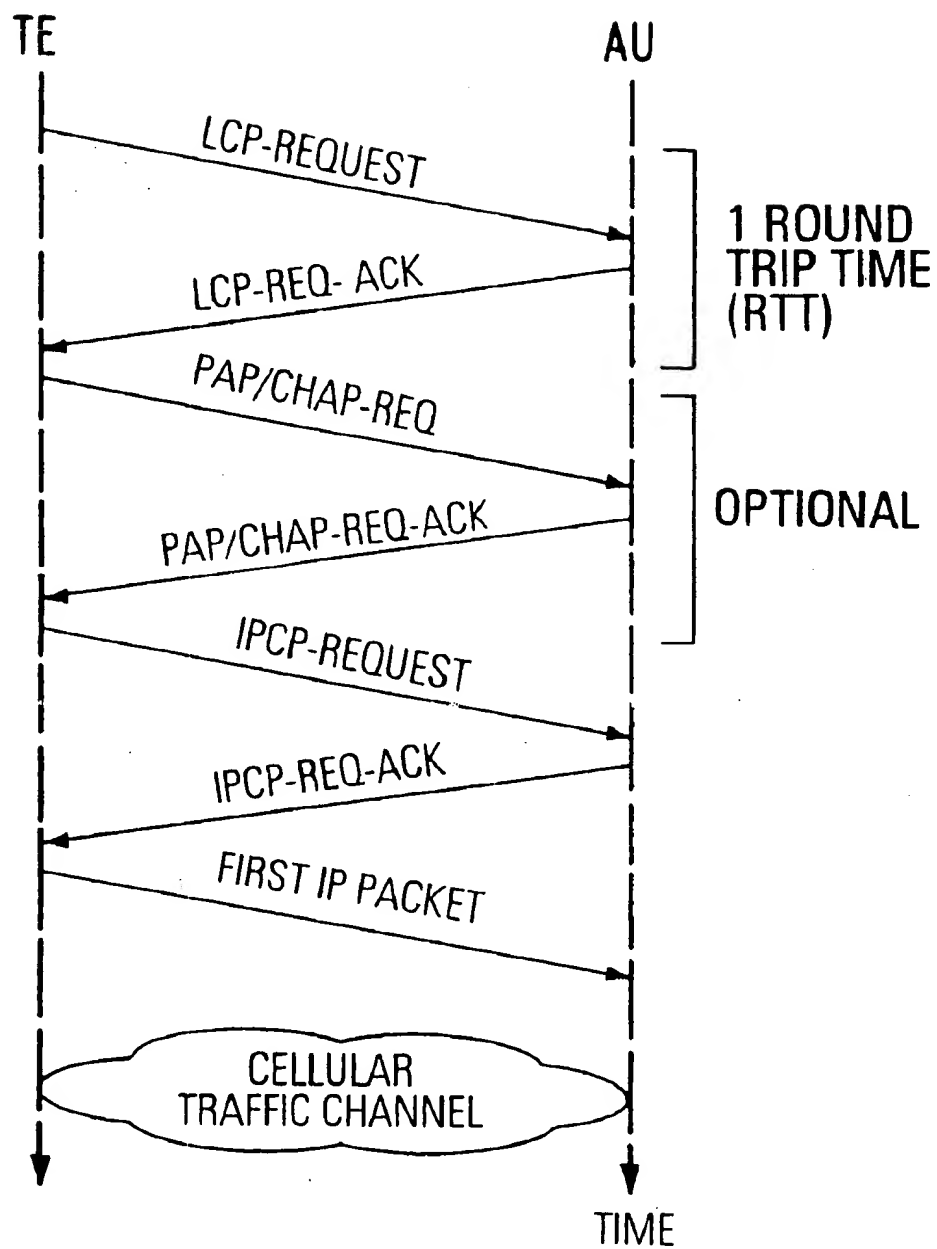 TE
AU
LCP-REQUEST
1 ROUND
TRIP TIME
(RTT)
LCP-REQ- ACK
PAP/CHAP-REQ
OPTIONAL
PAP/CHAP-REQ-ACK
IPCP-REQUEST
IPCP-REQ-ACK
FIRST IP PACKET
CELLULAR
TRAFFIC CHANNEL
TIME